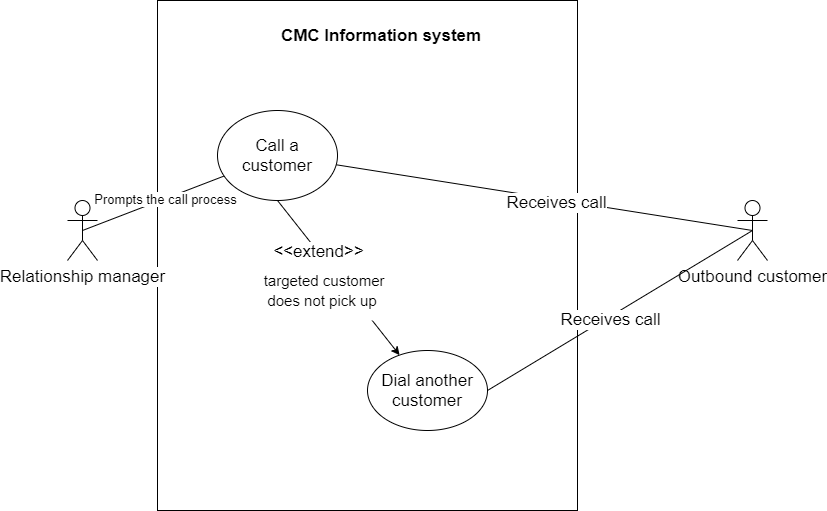 CMC Information system
Call a
customer
Prompts the call process
Receives call
Relationship manager
Outbound customer
<<extend>>
targeted customer
does not pick up
Receives call
Dial another
customer